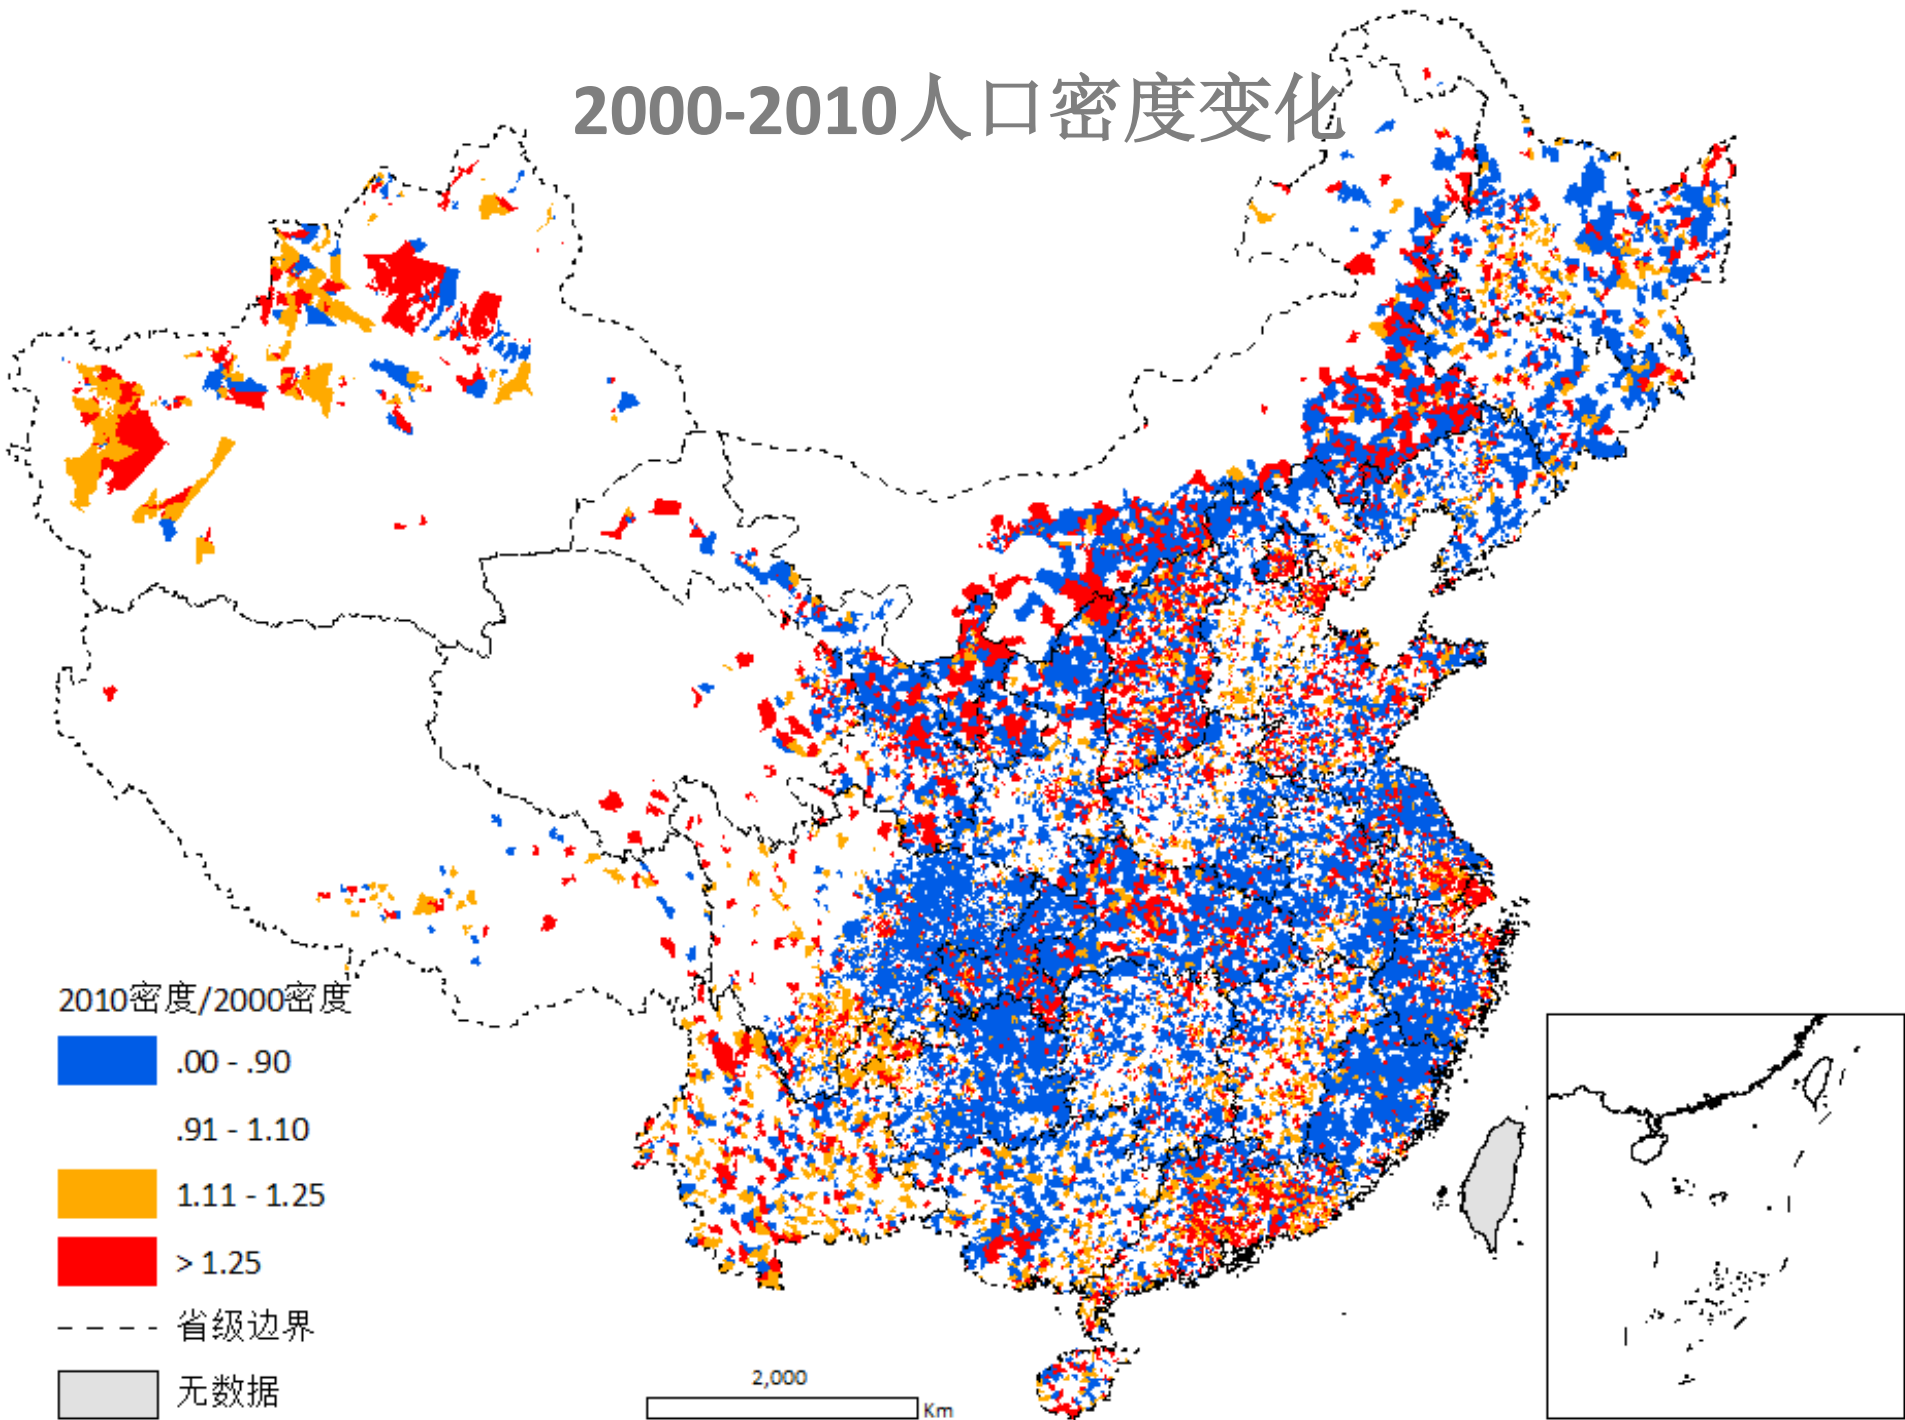 2000-2010人口密度变化
2010密度/2000密度
.00 - .90
.91 - 1.10
1.11 - 1.25
> 1.25
省级边界
无数据
2,000
Km